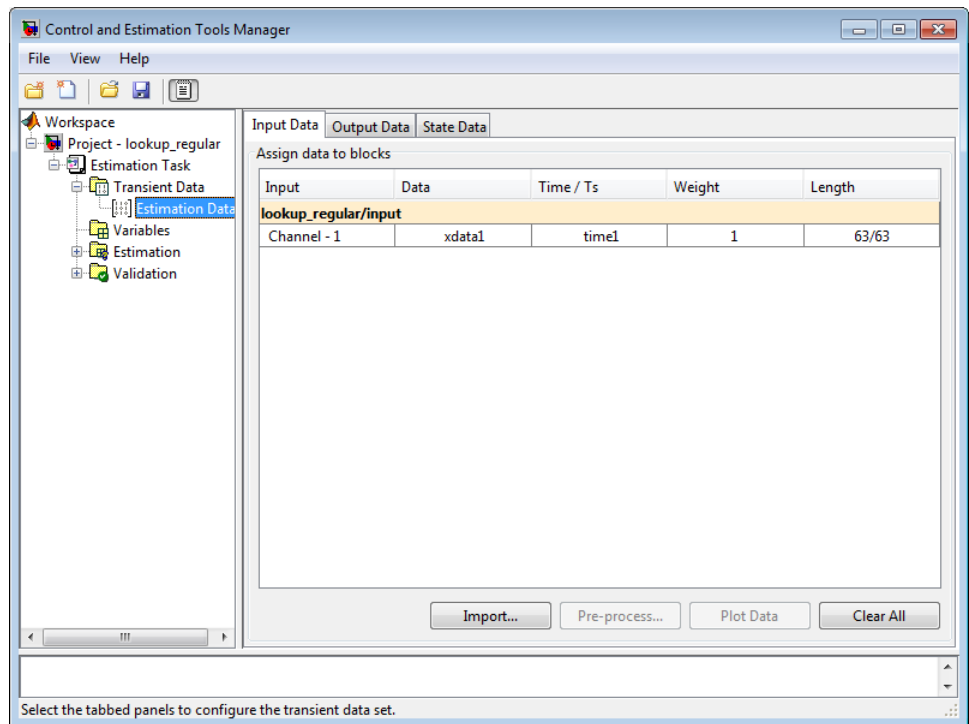 Control and Estimation Tools Manager
File View Help
Workspace
Project - lookup_regular
Estimation Task
Transient Data
Estimation Data
Variables
Estimation
Validation
Input Data Output Data State Data
Assign data to blocks
Input Data Time / Ts Weight Length
lookup_regular/input
Channel - 1 xdata1 time1 1 63/63
Import... Pre-process... Plot Data Clear All
Select the tabbed panels to configure the transient data set.